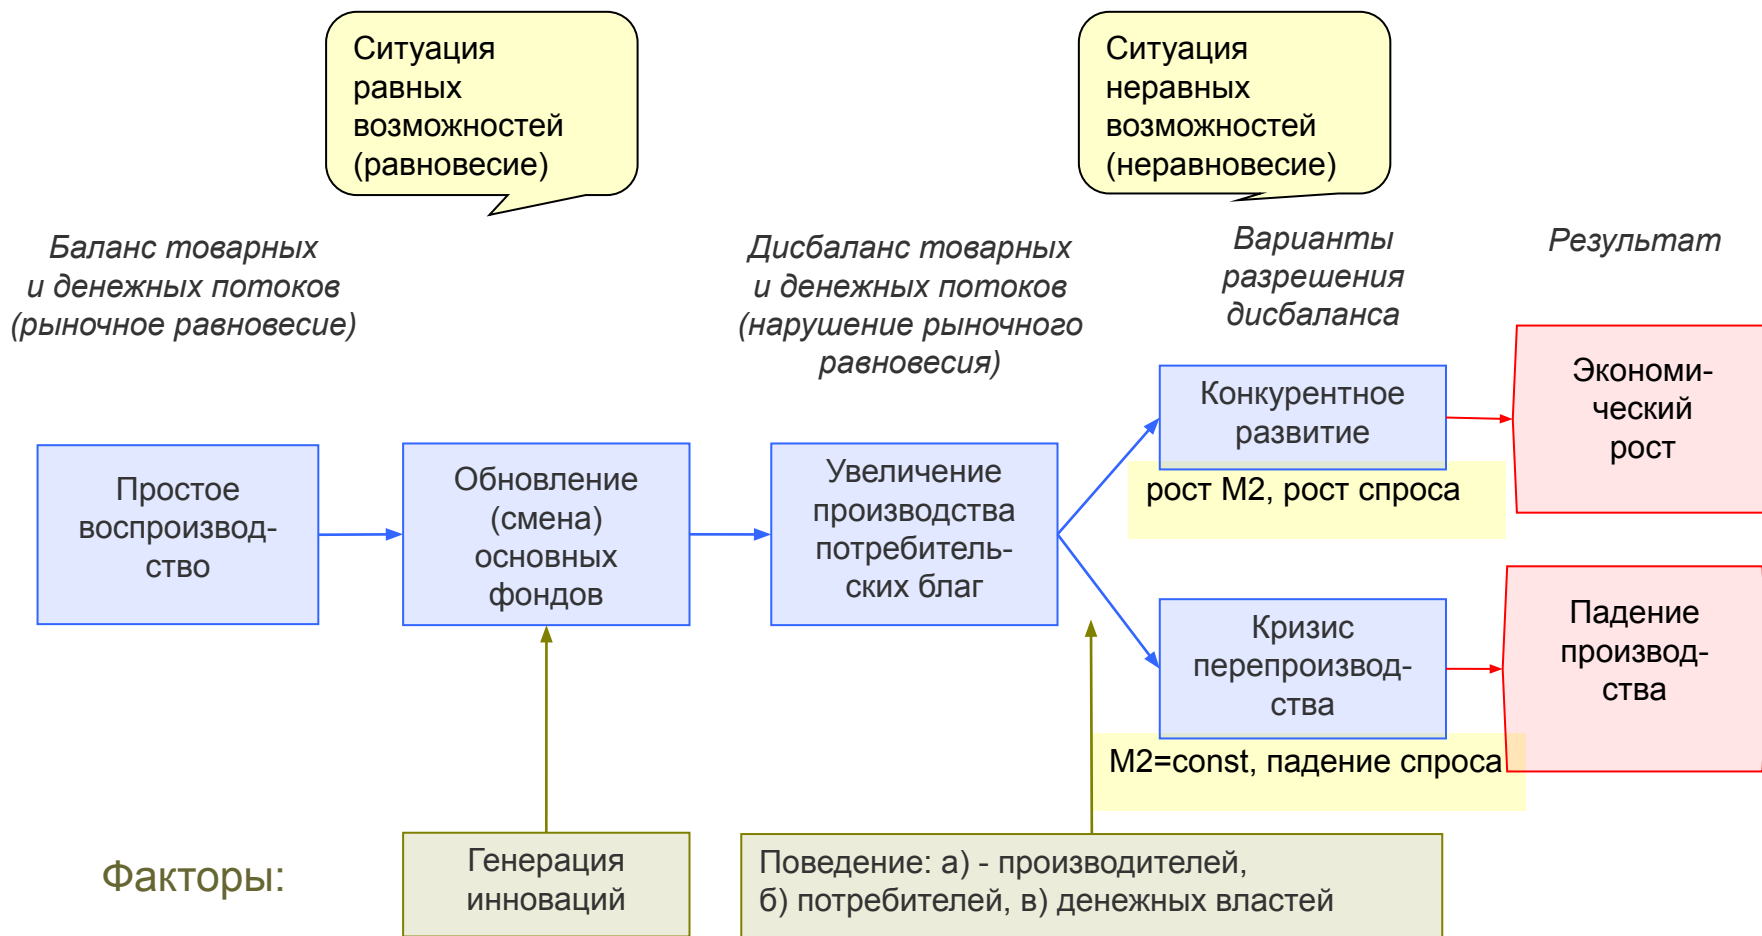 Ситуация
равных
возможностей
(равновесие)
Ситуация
неравных
возможностей
(неравновесие)
Баланс товарных
и денежных потоков
(рыночное равновесие)
Дисбаланс товарных
и денежных потоков
(нарушение рыночного
равновесия)
Варианты
разрешения
дисбаланса
Результат
Простое
воспроизвод-
ство
Обновление
(смена)
основных
фондов
Увеличение
производства
потребитель-
ских благ
Конкурентное
развитие
рост М2, рост спроса
Экономи-
ческий
рост
Кризис
перепроизвод-
ства
М2=const, падение спроса
Падение
производ-
ства
Факторы:
Генерация
инноваций
Поведение: а) - производителей,
б) потребителей, в) денежных властей